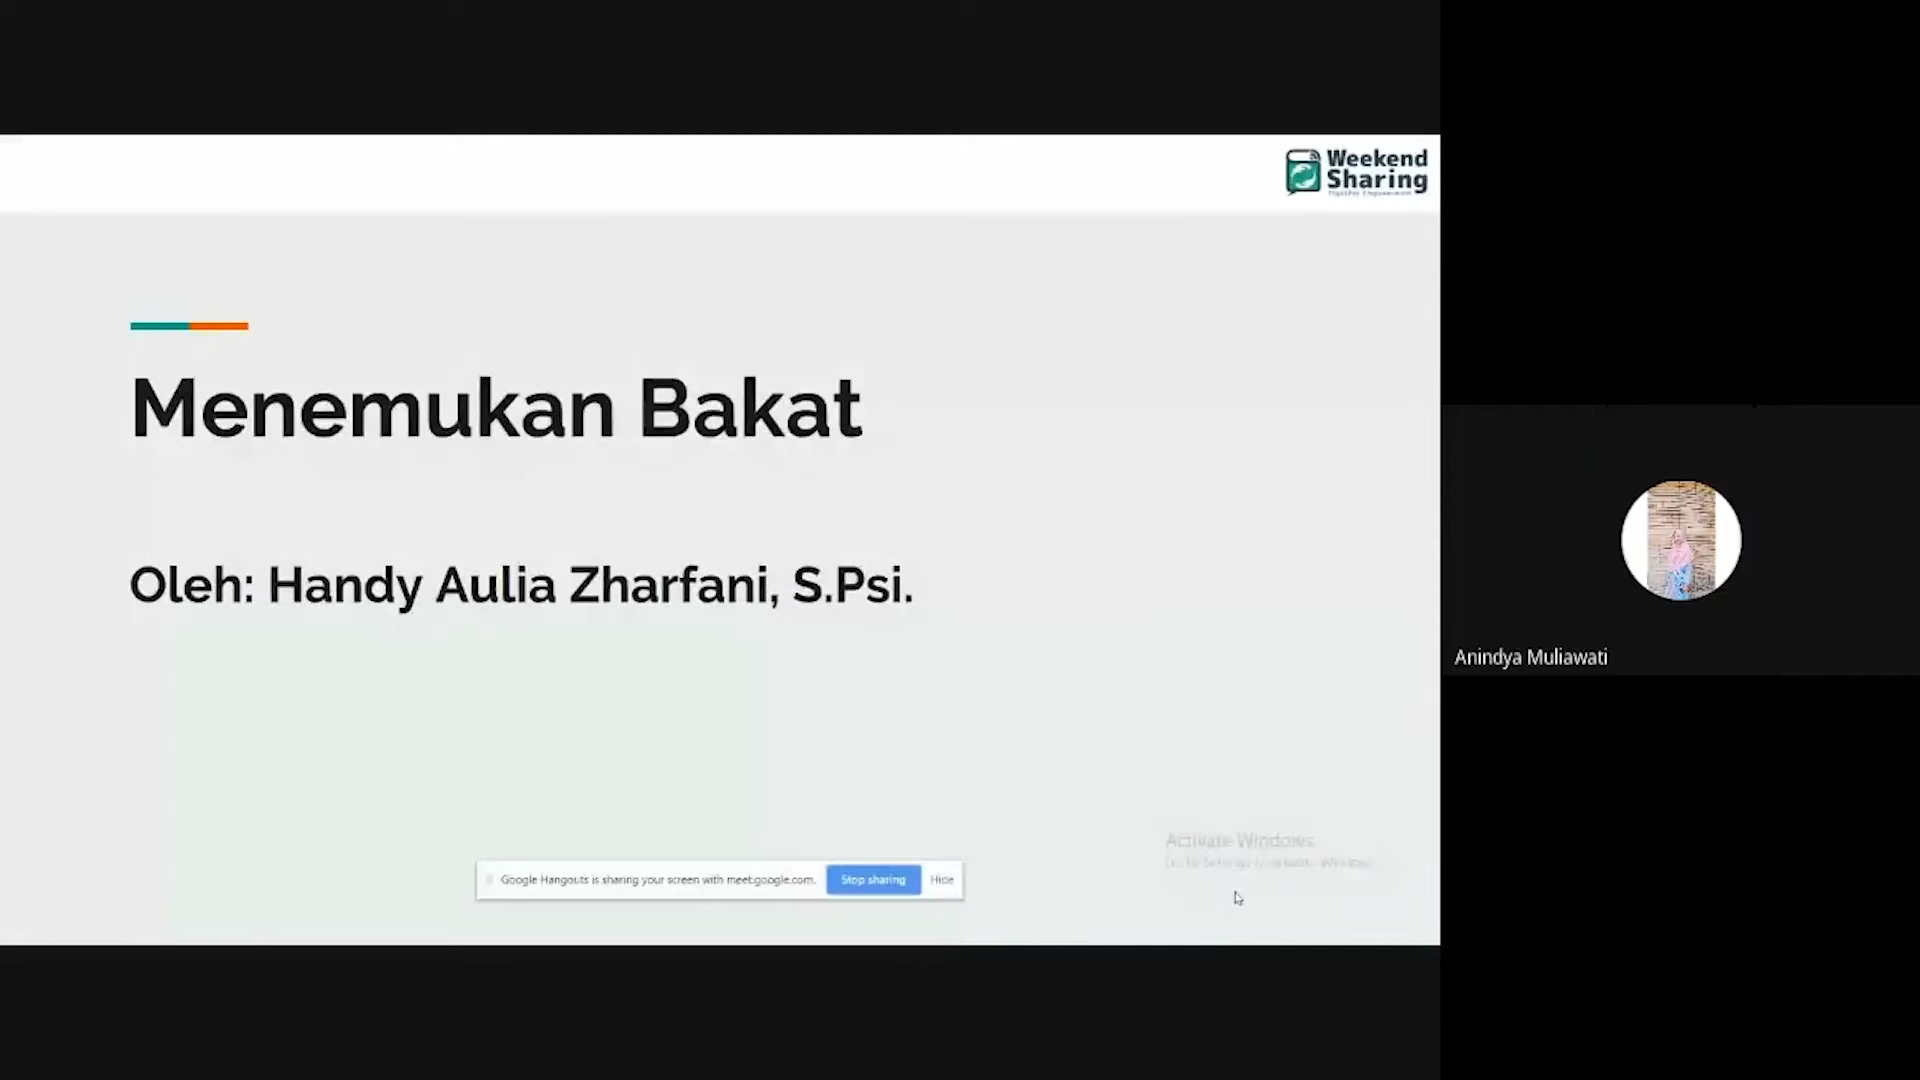 Weekend
Sharing
Menemukan Bakat
Oleh: Handy Aulia Zharfani, S.Psi.
Anindya Muliawati
Activate Windows
Google Hangouts is sharing your screen with meet.google.com. Stop sharing Hide